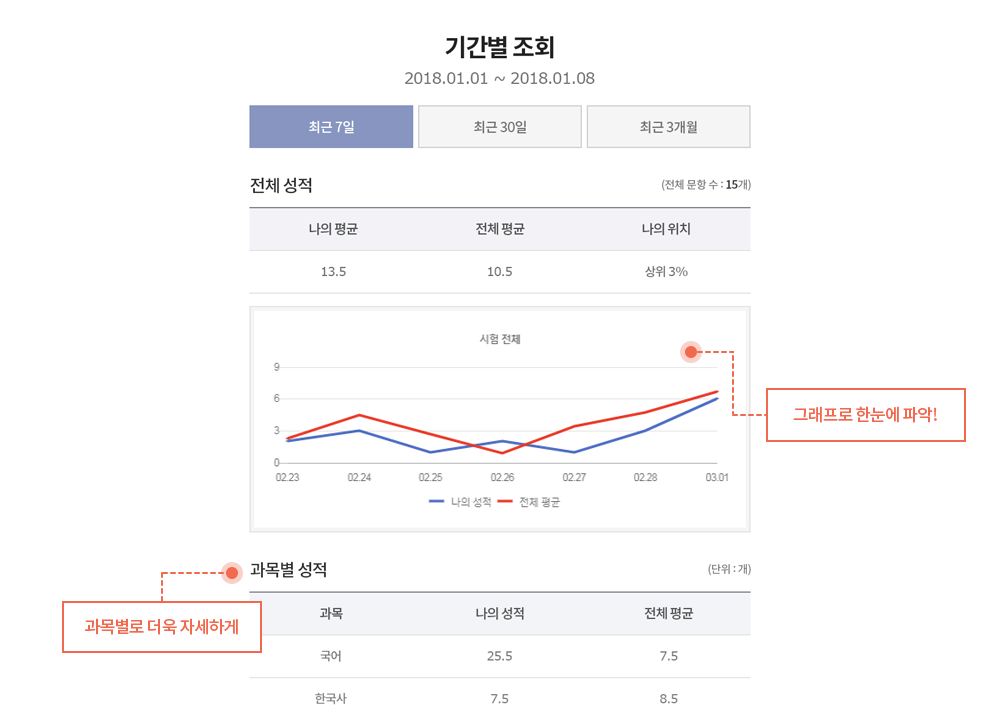 기간별 조회
2018.01.01 ~ 2018.01.08
최근 7일 최근 30일 최근 3개월
전체 성적 (전체 문항 수 : 15개)
나의 평균 전체 평균 나의 위치
13.5 10.5 상위 3%
시험 전체
9
6
3
0
02.23 02.24 02.25 02.26 02.27 02.28 03.01
나의 성적 전체 평균
그래프로 한눈에 파악!
과목별 성적 (단위 : 개)
과목별로 더욱 자세하게
과목 나의 성적 전체 평균
국어 25.5 7.5
한국사 7.5 8.5